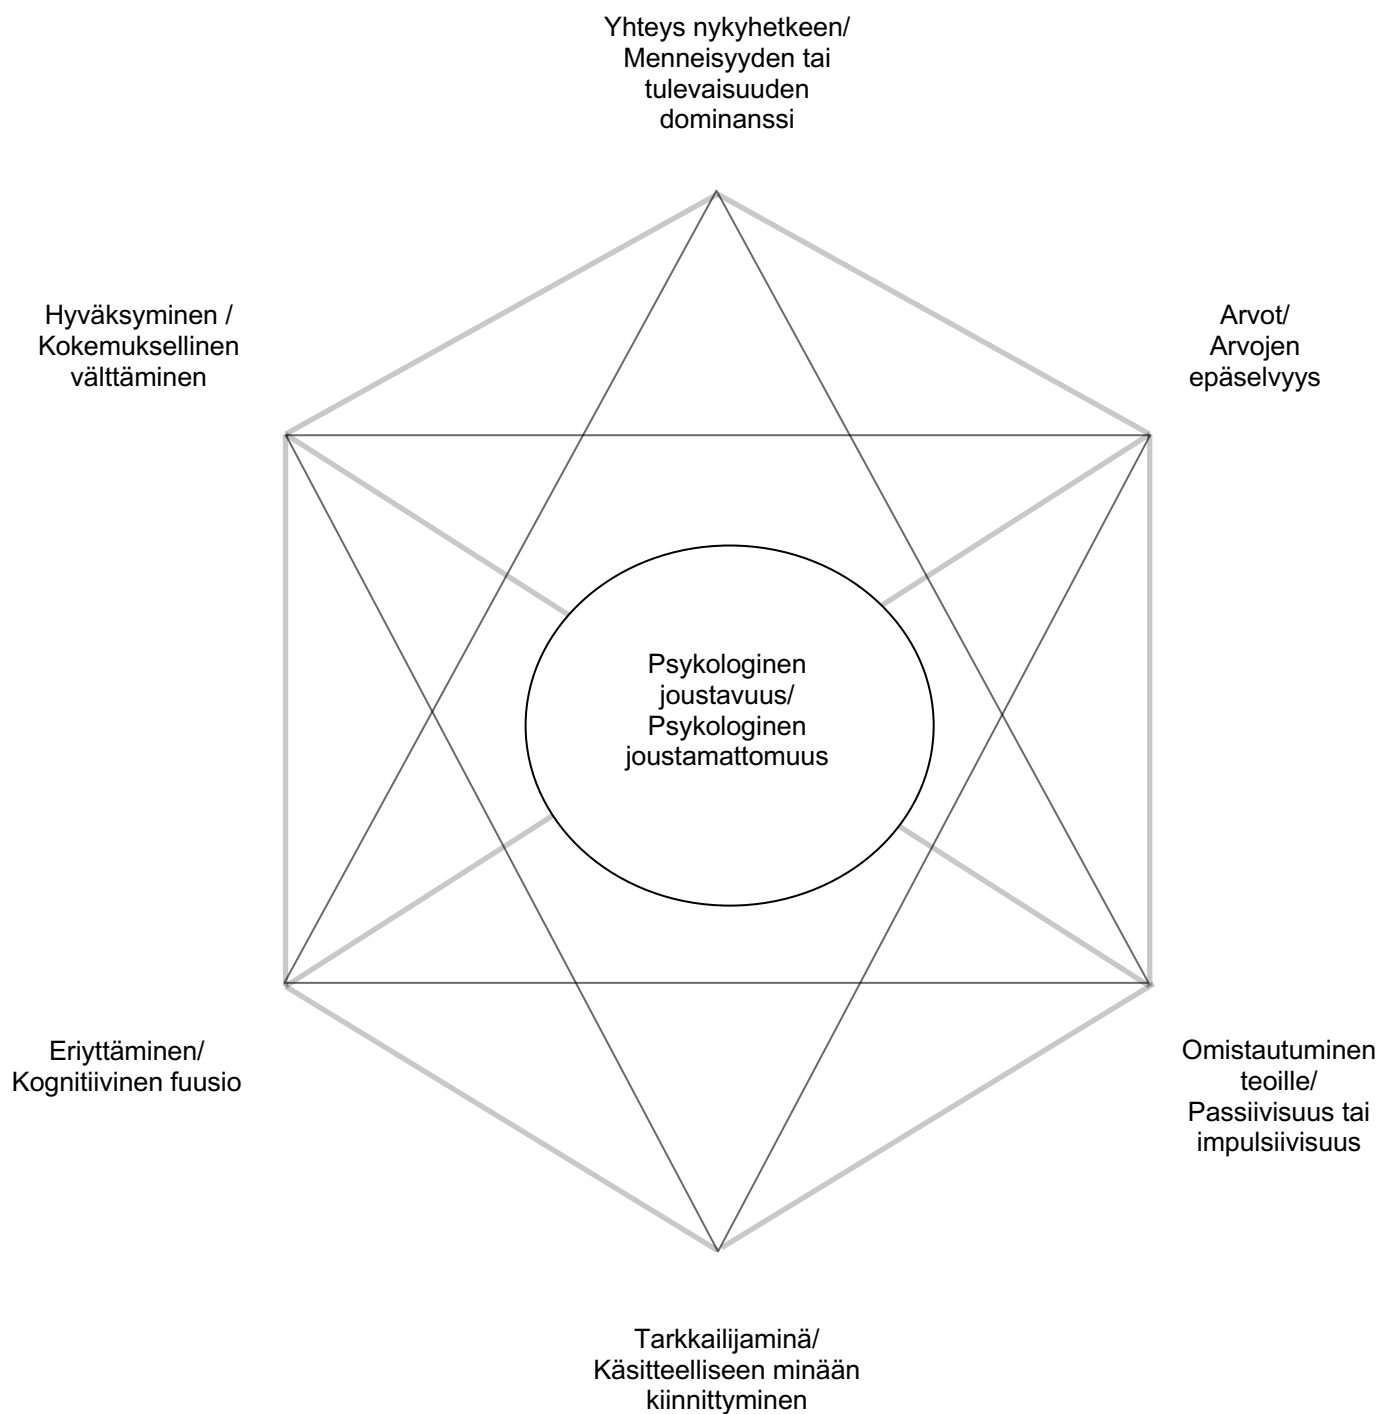 Yhteys nykyhetkeen/
Menneisyyden tai
tulevaisuuden
dominanssi
Hyväksyminen /
Kokemuksellinen
välttäminen
Arvot/
Arvojen
epäselvyys
Psykologinen
joustavuus/
Psykologinen
joustamattomuus
Eriyttäminen/
Kognitiivinen fuusio
Omistautuminen
teoille/
Passiivisuus tai
impulsiivisuus
Tarkkailijaminä/
Käsitteelliseen minään
kiinnittyminen